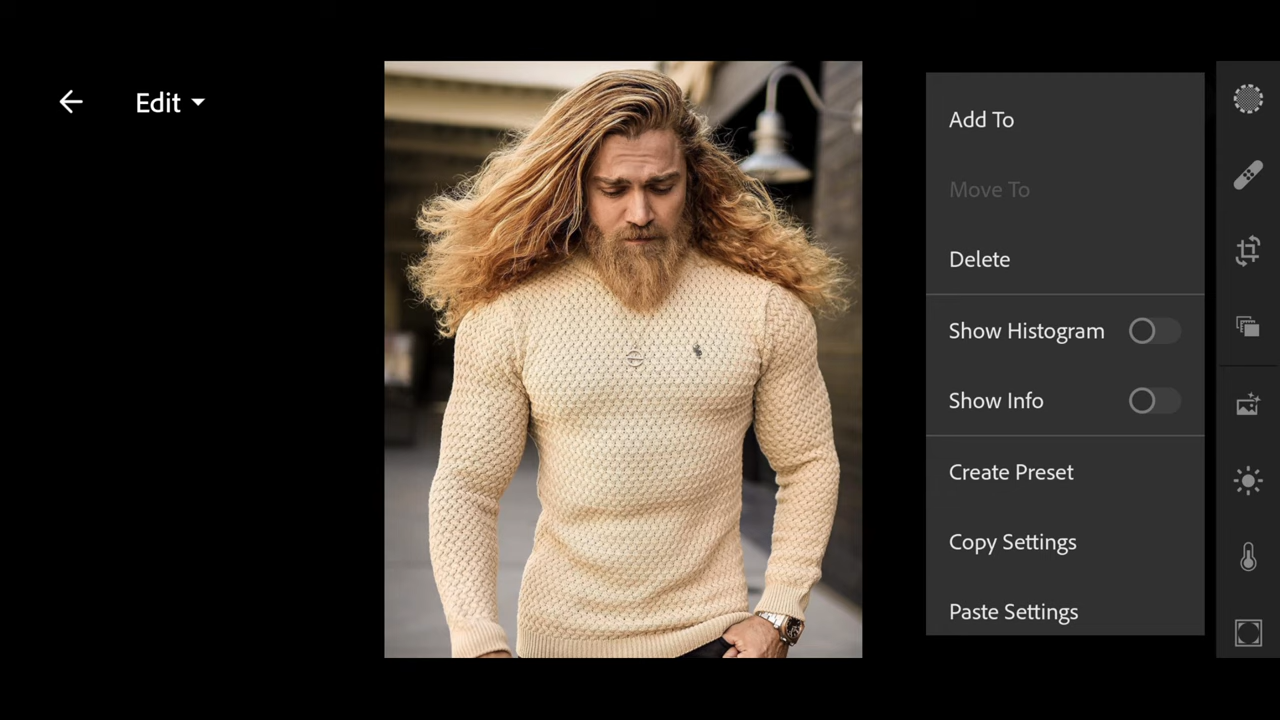 Edit
Add To
Move To
Delete
Show Histogram
Show Info
Create Preset
Copy Settings
Paste Settings